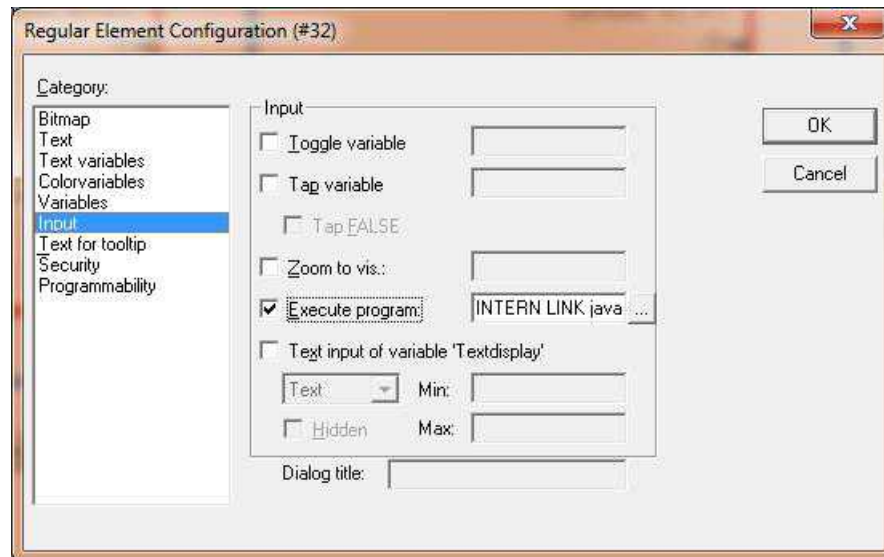 Regular Element Configuration (#32)
Category:
Bitmap
Text
Text variables
Colorvariables
Variables
Input
Text for tooltip
Security
Programmability
Input
Toggle variable
Tap variable
Tap FALSE
Zoom to vis.:
Execute program: INTERN LINK java ...
Text input of variable 'Textdisplay'
Text Min:
Hidden Max:
Dialog title:
OK
Cancel